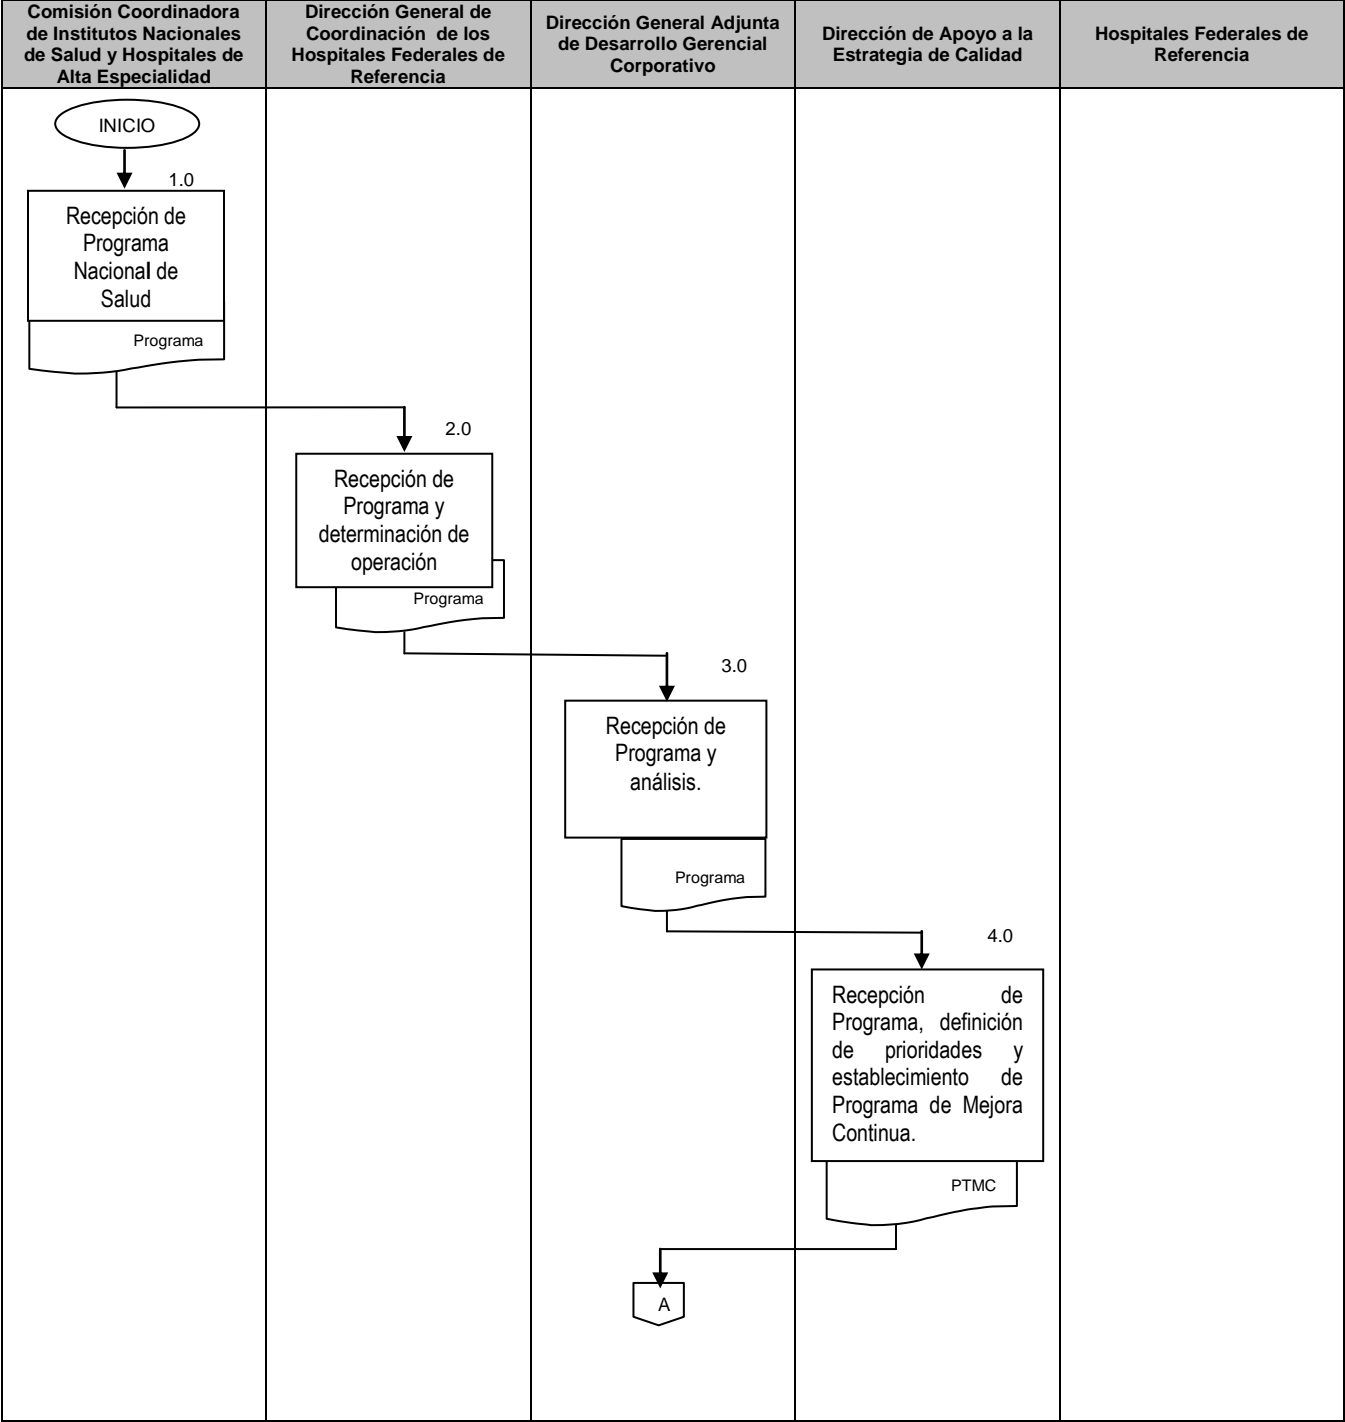 Comisión Coordinadora
de Institutos Nacionales
de Salud y Hospitales de
Alta Especialidad
Dirección General de
Coordinación de los
Hospitales Federales de
Referencia
Dirección General Adjunta
de Desarrollo Gerencial
Corporativo
Dirección de Apoyo a la
Estrategia de Calidad
Hospitales Federales de
Referencia
INICIO
1.0
Recepción de
Programa
Nacional de
Salud
Programa
2.0
Recepción de
Programa y
determinación de
operación
Programa
3.0
Recepción de
Programa y
análisis.
Programa
4.0
Recepción de
Programa, definición
de prioridades y
establecimiento de
Programa de Mejora
Continua.
PTMC
A